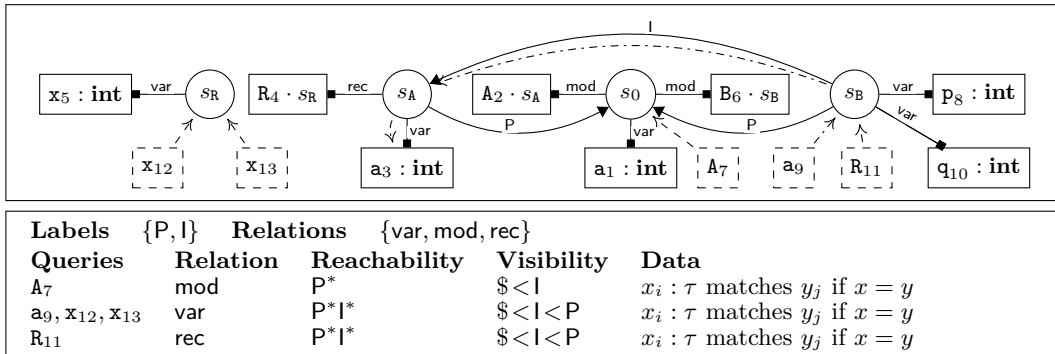 I
x₅ : int var s_R R₄ · s_R rec s_A A₂ · s_A mod s₀ mod B₆ · s_B s_B var p₈ : int
var P var P var
x₁₂ x₁₃ a₃ : int a₁ : int A₇ a₉ R₁₁ q₁₀ : int
Labels {P, I} Relations {var, mod, rec}
Queries Relation Reachability Visibility Data
A₇ mod P* $ < I xᵢ : τ matches yⱼ if x = y
a₉, x₁₂, x₁₃ var P*I* $ < I < P xᵢ : τ matches yⱼ if x = y
R₁₁ rec P*I* $ < I < P xᵢ : τ matches yⱼ if x = y